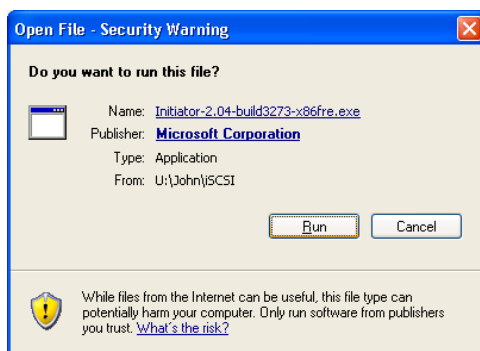 Open File - Security Warning
Do you want to run this file?
Name: Initiator-2.04-build3273-x86fre.exe
Publisher: Microsoft Corporation
Type: Application
From: U:\John\iSCSI
Run Cancel
While files from the Internet can be useful, this file type can
potentially harm your computer. Only run software from publishers
you trust. What's the risk?